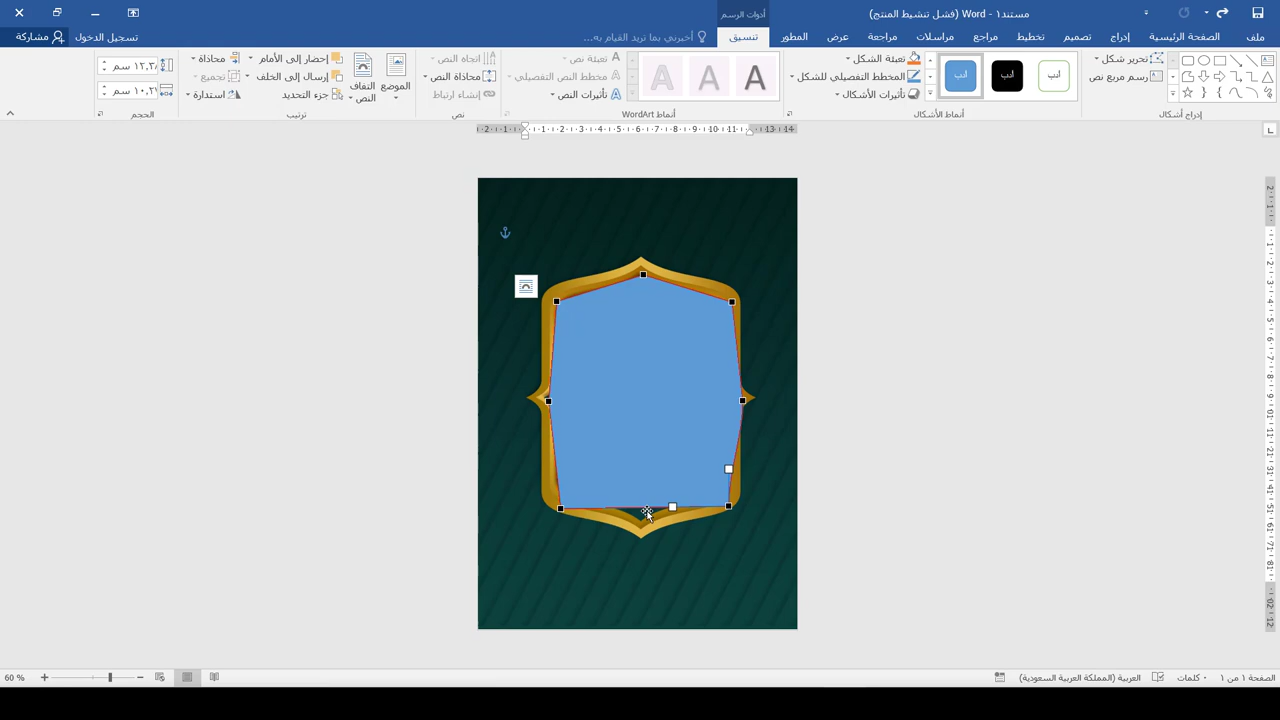 مستند١ - Word (فشل تنشيط المنتج)
أدوات الرسم
ملف
الصفحة الرئيسية
إدراج
تصميم
تخطيط
مراجع
مراسلات
مراجعة
عرض
المطور
تنسيق
أخبرني بما تريد القيام به...
تسجيل الدخول
مشاركة
تحرير شكل
رسم مربع نص
إدراج أشكال
أدب
أدب
أدب
تعبئة الشكل
المخطط التفصيلي للشكل
تأثيرات الأشكال
أنماط الأشكال
A
A
A
تعبئة نص
مخطط النص التفصيلي
تأثيرات النص
أنماط WordArt
اتجاه النص
محاذاة النص
إنشاء ارتباط
نص
الموضع
التفاف النص
إحضار إلى الأمام
إرسال إلى الخلف
جزء التحديد
محاذاة
تجميع
استدارة
ترتيب
الحجم
الصفحة ١ من ١
٠ كلمات
العربية (المملكة العربية السعودية)
60 %